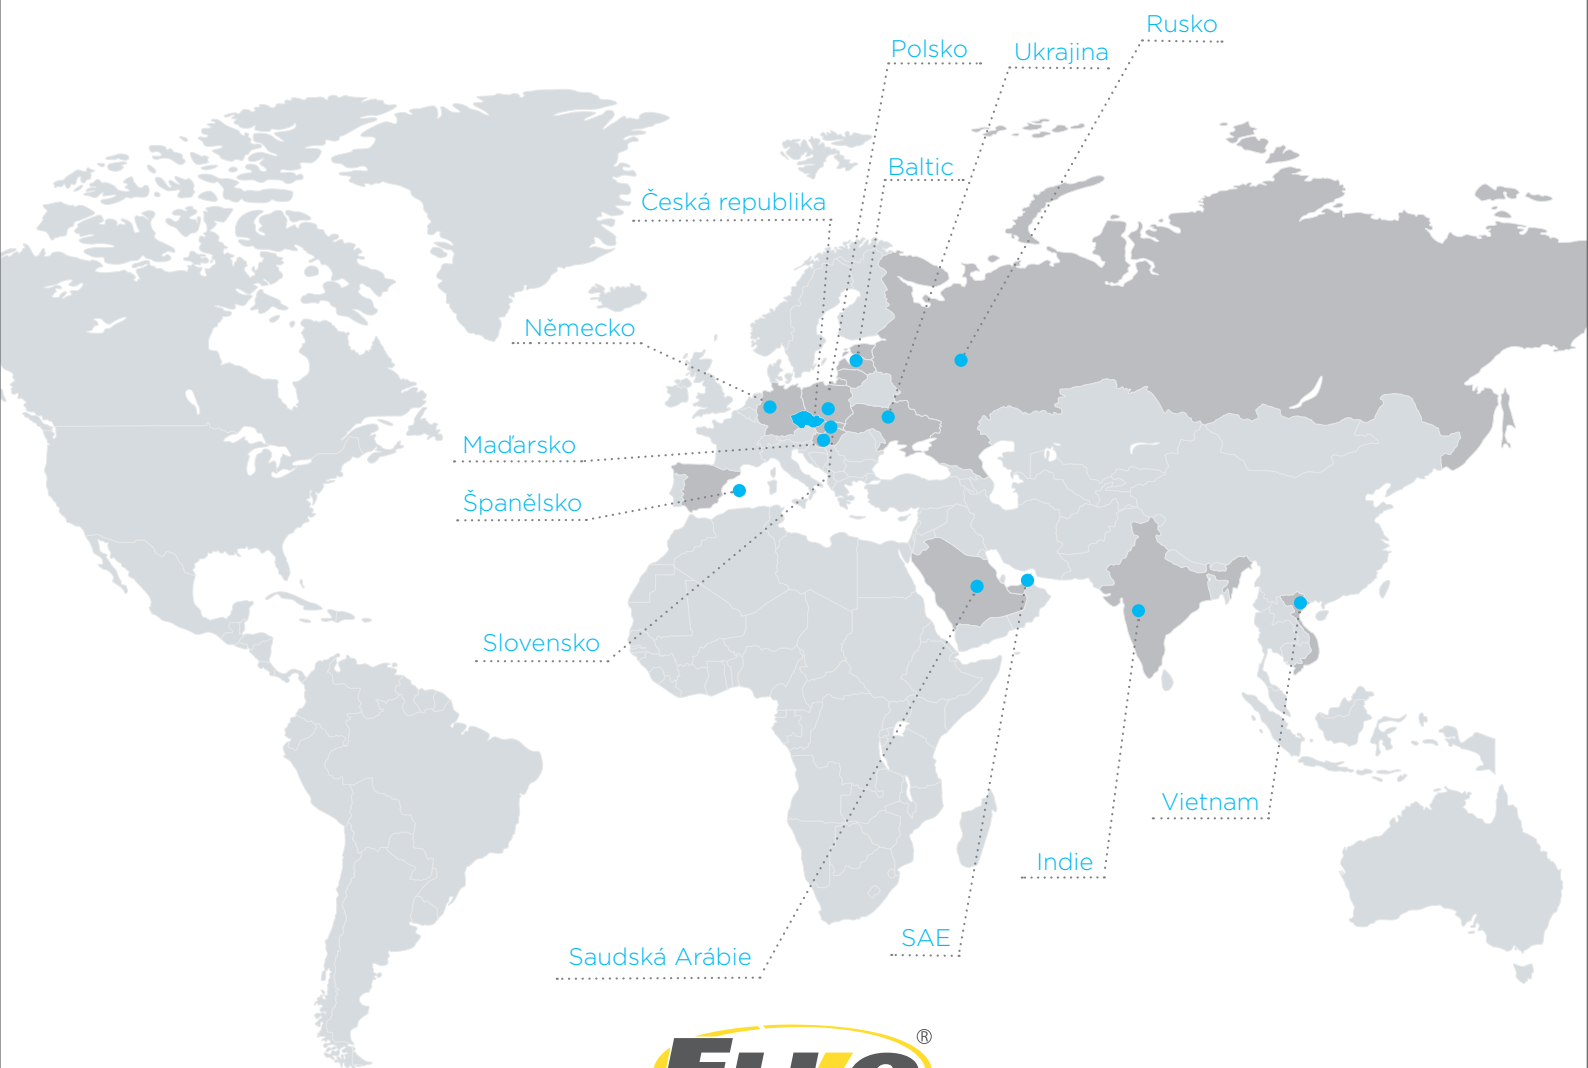 Rusko
Polsko
Ukrajina
Baltic
Česká republika
Německo
Maďarsko
Španělsko
Slovensko
Vietnam
Indie
SAE
Saudská Arábie
®